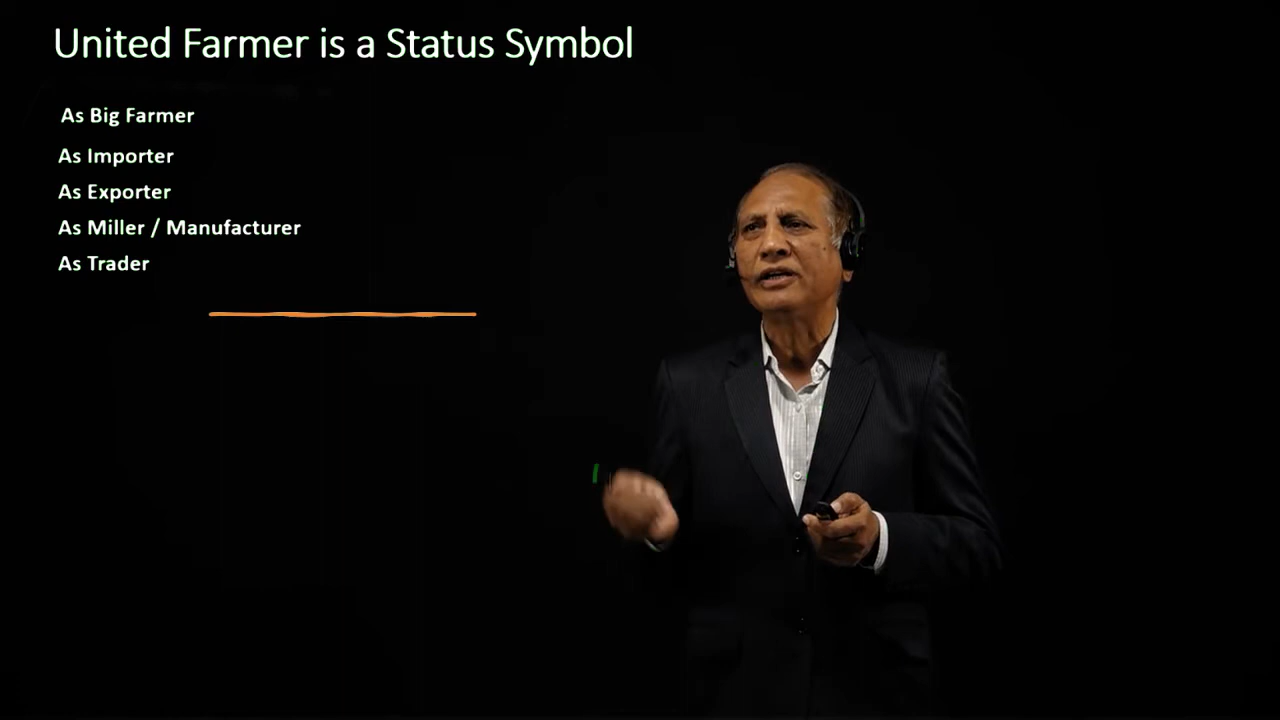 United Farmer is a Status Symbol
As Big Farmer
As Importer
As Exporter
As Miller / Manufacturer
As Trader